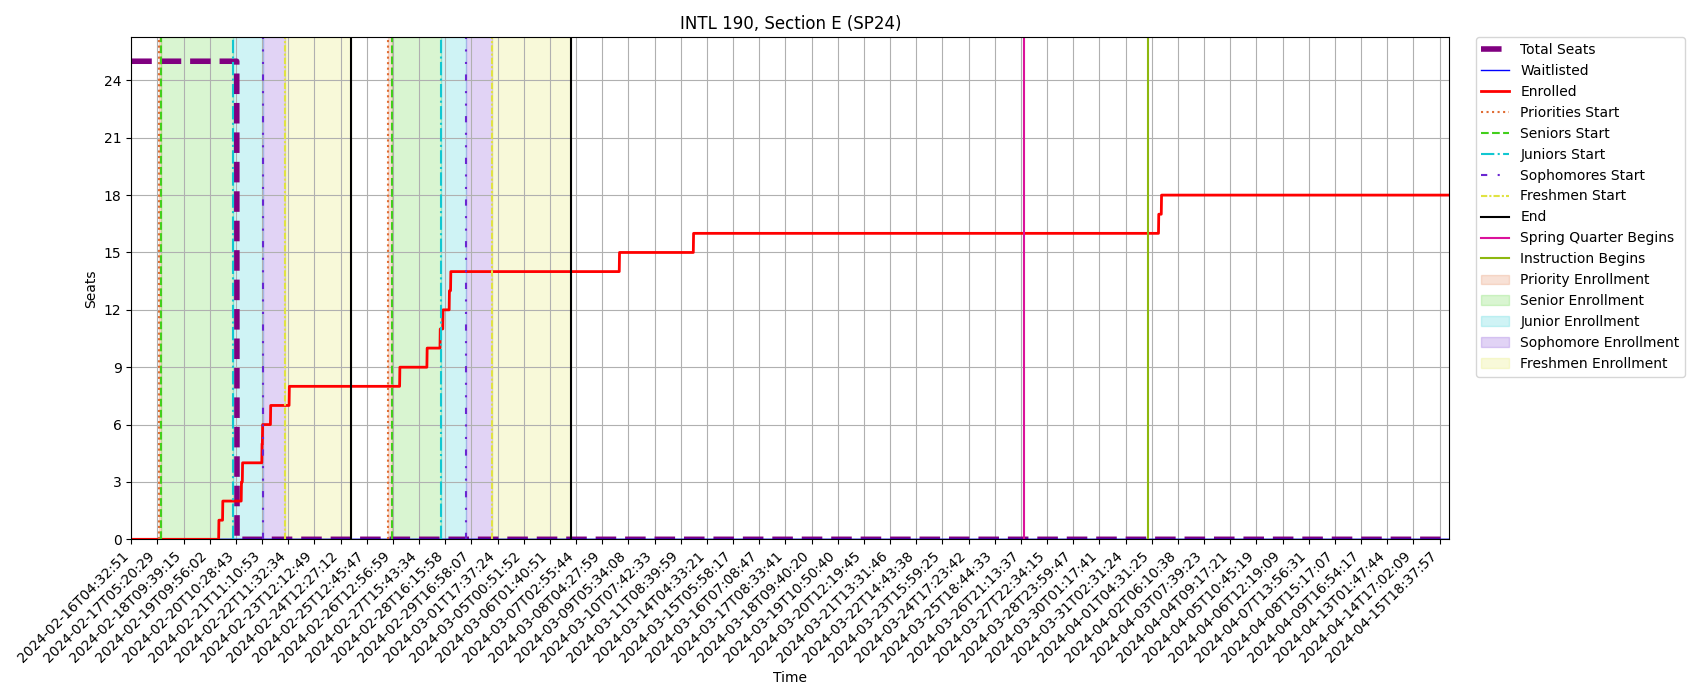 INTL 190, Section E (SP24)
Seats
24
21
18
15
12
9
6
3
0
2024-02-16T04:32:51
2024-02-17T05:20:29
2024-02-18T09:39:15
2024-02-19T09:56:02
2024-02-20T10:28:43
2024-02-21T11:10:53
2024-02-22T11:32:34
2024-02-23T12:12:49
2024-02-24T12:27:12
2024-02-25T12:45:47
2024-02-26T12:56:59
2024-02-27T15:43:34
2024-02-28T16:15:58
2024-02-29T16:58:07
2024-03-01T17:37:24
2024-03-05T00:51:52
2024-03-06T01:40:51
2024-03-07T02:55:44
2024-03-08T04:27:59
2024-03-09T05:34:08
2024-03-10T07:42:33
2024-03-11T08:39:59
2024-03-14T04:33:21
2024-03-15T05:58:17
2024-03-16T07:08:47
2024-03-17T08:33:41
2024-03-18T09:40:20
2024-03-19T10:50:40
2024-03-20T12:19:45
2024-03-21T13:31:46
2024-03-22T14:43:38
2024-03-23T15:59:25
2024-03-24T17:23:42
2024-03-25T18:44:33
2024-03-26T21:13:37
2024-03-27T22:34:15
2024-03-28T23:59:47
2024-03-30T01:17:41
2024-03-31T02:31:24
2024-04-01T04:31:25
2024-04-02T06:10:38
2024-04-03T07:39:23
2024-04-04T09:17:21
2024-04-05T10:45:19
2024-04-06T12:19:09
2024-04-07T13:56:31
2024-04-08T15:17:07
2024-04-09T16:54:17
2024-04-13T01:47:44
2024-04-14T17:02:09
2024-04-15T18:37:57
Time
Total Seats
Waitlisted
Enrolled
Priorities Start
Seniors Start
Juniors Start
Sophomores Start
Freshmen Start
End
Spring Quarter Begins
Instruction Begins
Priority Enrollment
Senior Enrollment
Junior Enrollment
Sophomore Enrollment
Freshmen Enrollment